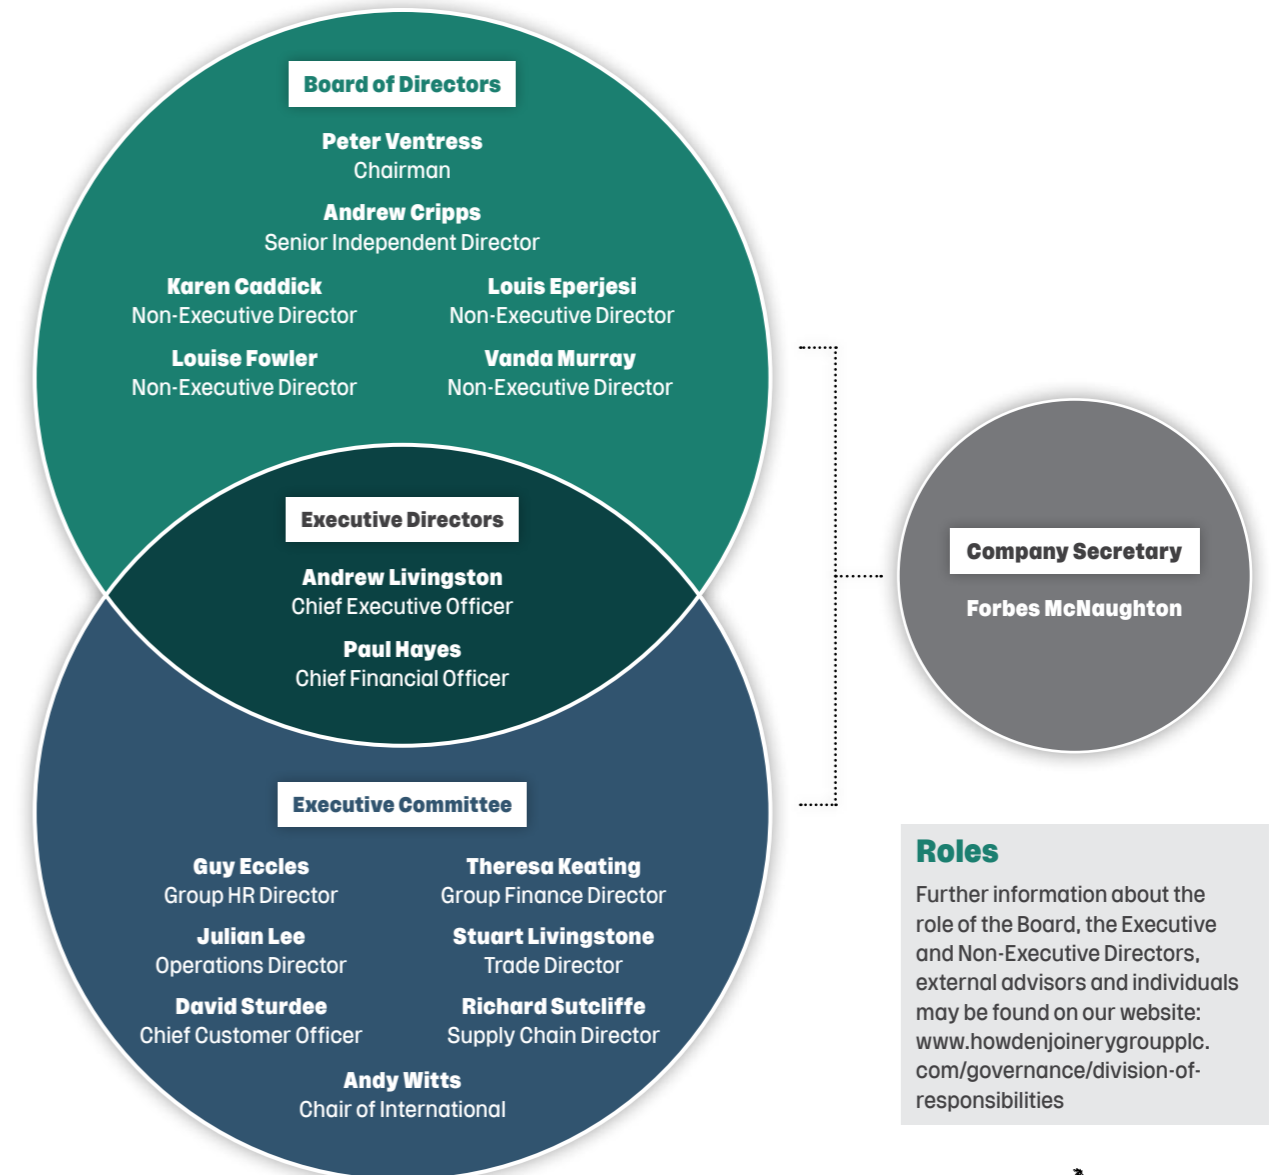 Board of Directors
Peter Ventress
Chairman
Andrew Cripps
Senior Independent Director
Karen Caddick
Non-Executive Director
Louis Eperjesi
Non-Executive Director
Louise Fowler
Non-Executive Director
Vanda Murray
Non-Executive Director
Executive Directors
Andrew Livingston
Chief Executive Officer
Paul Hayes
Chief Financial Officer
Executive Committee
Guy Eccles
Group HR Director
Theresa Keating
Group Finance Director
Julian Lee
Operations Director
Stuart Livingstone
Trade Director
David Sturdee
Chief Customer Officer
Richard Sutcliffe
Supply Chain Director
Andy Witts
Chair of International
Company Secretary
Forbes McNaughton
Roles
Further information about the
role of the Board, the Executive
and Non-Executive Directors,
external advisors and individuals
may be found on our website:
www.howdenjoinerygroupplc.
com/governance/division-of-
responsibilities